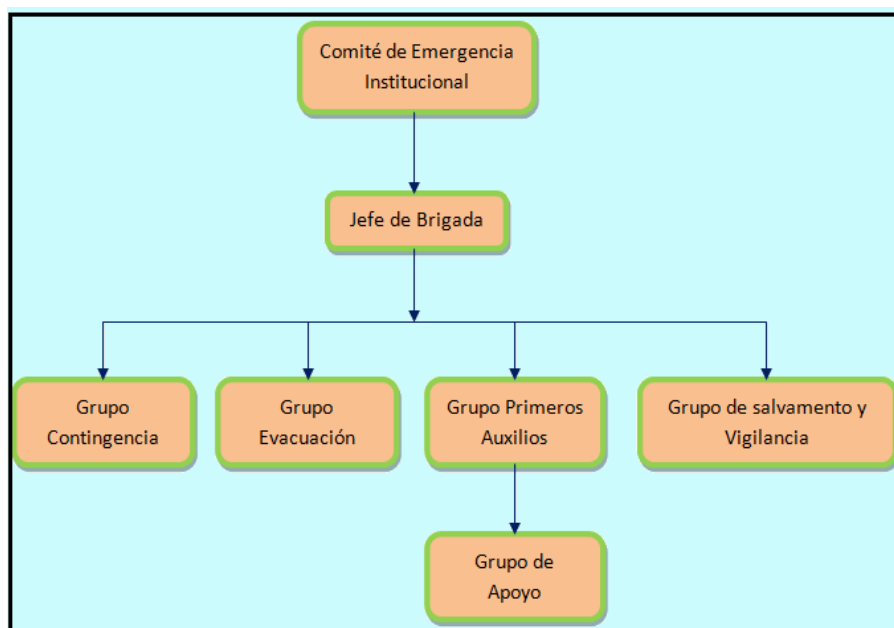 Comité de Emergencia
Institucional
Jefe de Brigada
Grupo
Contingencia
Grupo
Evacuación
Grupo Primeros
Auxilios
Grupo de salvamento y
Vigilancia
Grupo de
Apoyo